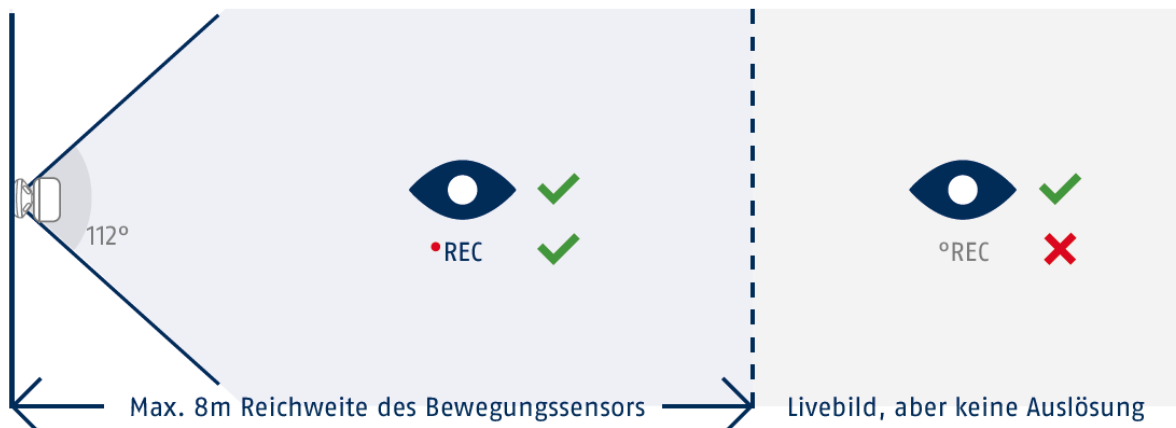 112°
•REC
°REC
Max. 8m Reichweite des Bewegungssensors
Livebild, aber keine Auslösung